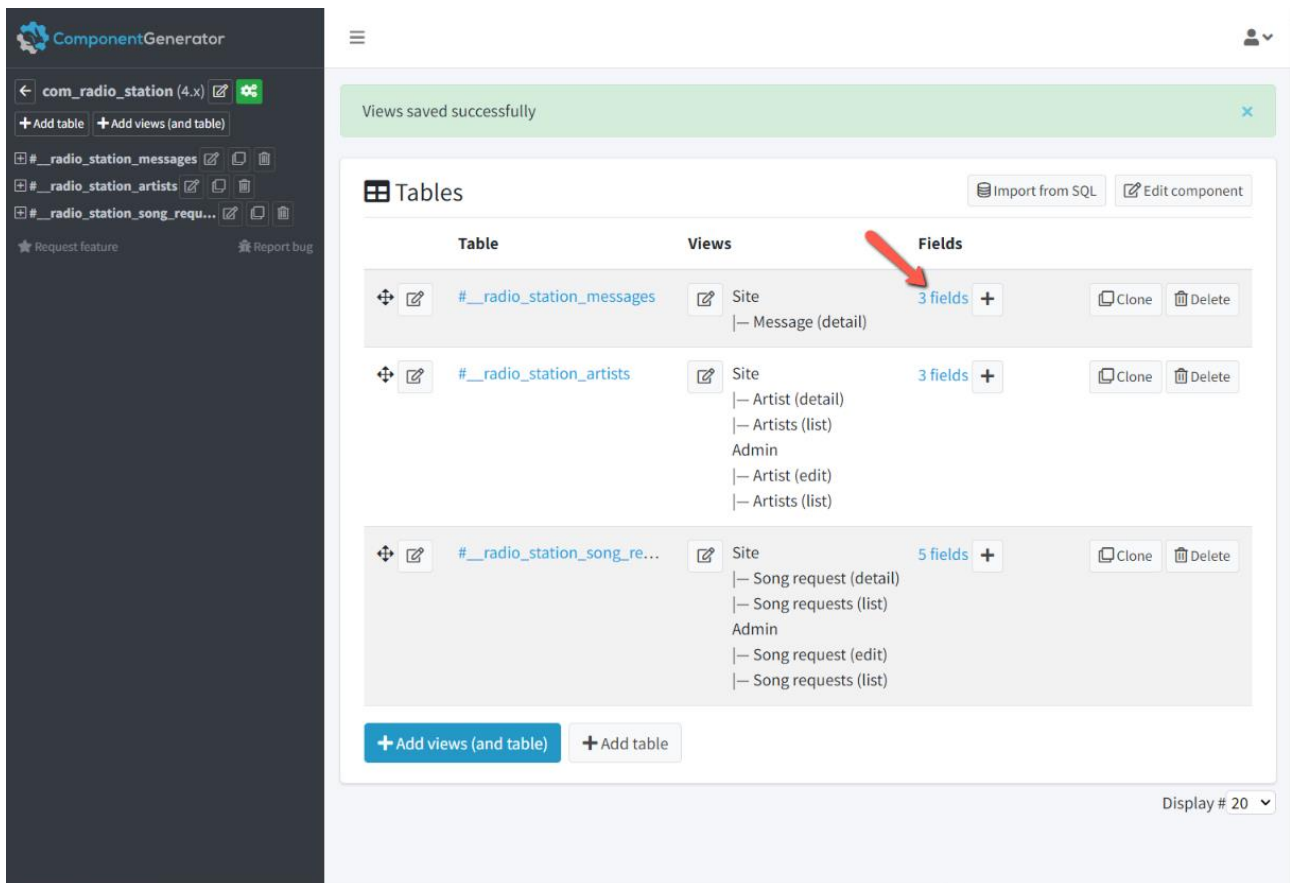 ComponentGenerator
com_radio_station (4.x)
Add table Add views (and table)
#__radio_station_messages
#__radio_station_artists
#__radio_station_song_requ...
Request feature Report bug
Views saved successfully ×
Tables Import from SQL Edit component
Table Views Fields
#__radio_station_messages Site 3 fields Clone Delete
|— Message (detail)
#__radio_station_artists Site 3 fields Clone Delete
|— Artist (detail)
|— Artists (list)
Admin
|— Artist (edit)
|— Artists (list)
#__radio_station_song_re... Site 5 fields Clone Delete
|— Song request (detail)
|— Song requests (list)
Admin
|— Song request (edit)
|— Song requests (list)
Add views (and table) Add table
Display # 20